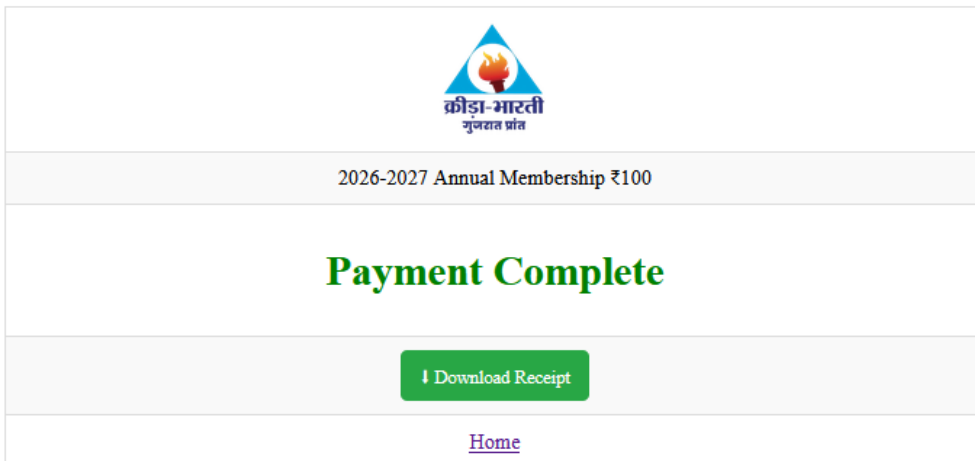 क्रीड़ा-भारती
गुजरात प्रांत
2026-2027 Annual Membership ₹100
Payment Complete
⬇ Download Receipt
Home